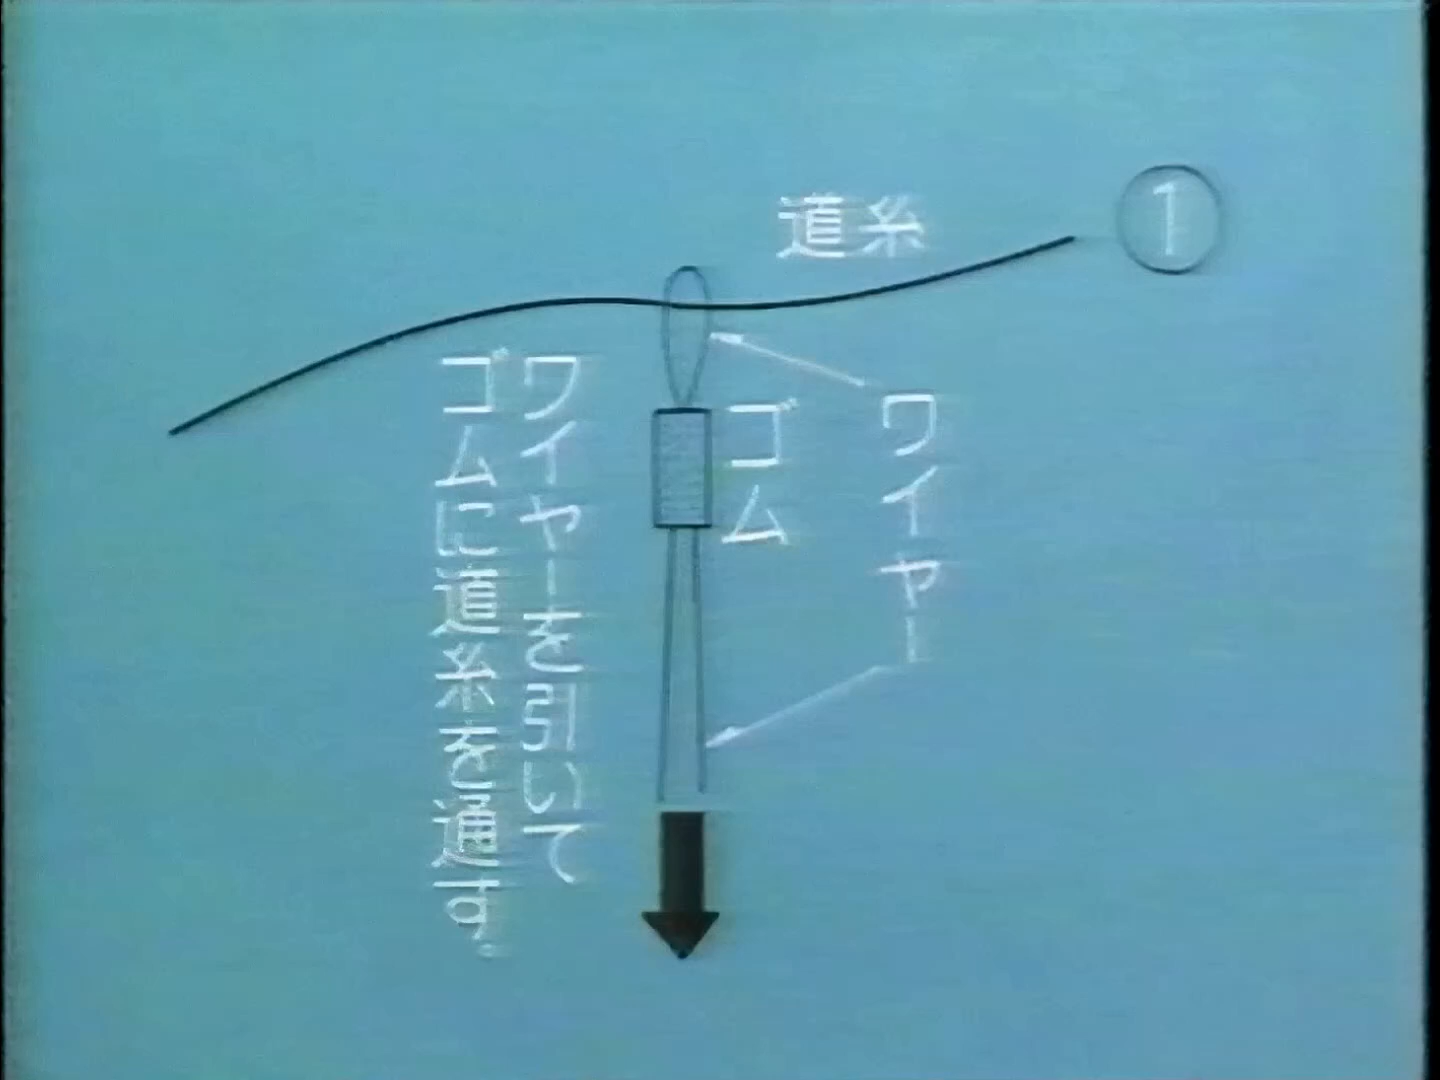 ①
道糸
ワイヤー
ゴム
ワイヤーを引いて
ゴムに道糸を通す。